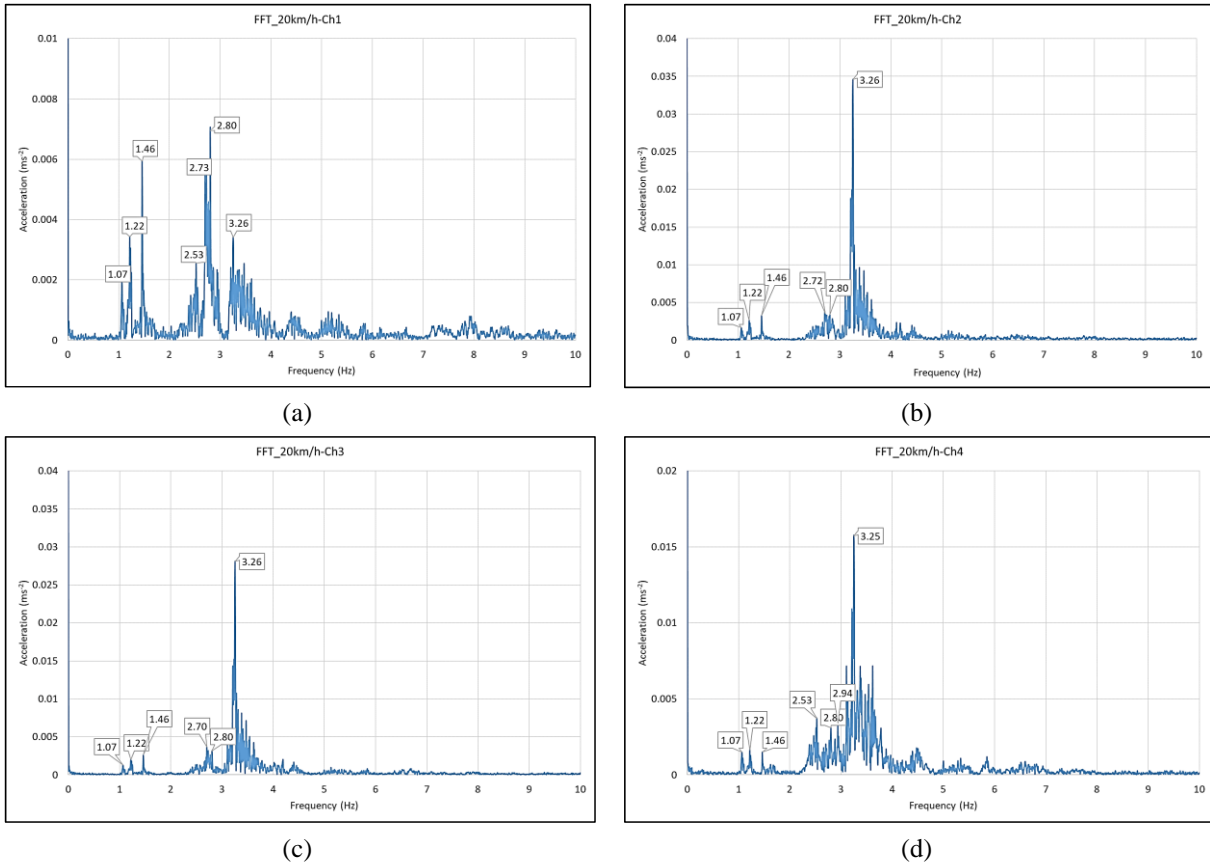 FFT_20km/h-Ch1
0.01
0.008
0.006
0.004
0.002
0
Acceleration (ms-2)
1.07
1.22
1.46
2.53
2.73
2.80
3.26
0 1 2 3 4 5 6 7 8 9 10
Frequency (Hz)
(a)
FFT_20km/h-Ch2
0.04
0.035
0.03
0.025
0.02
0.015
0.01
0.005
0
Acceleration (ms-2)
1.07
1.22
1.46
2.72
2.80
3.26
0 1 2 3 4 5 6 7 8 9 10
Frequency (Hz)
(b)
FFT_20km/h-Ch3
0.04
0.035
0.03
0.025
0.02
0.015
0.01
0.005
0
Acceleration (ms-2)
1.07
1.22
1.46
2.70
2.80
3.26
0 1 2 3 4 5 6 7 8 9 10
Frequency (Hz)
(c)
FFT_20km/h-Ch4
0.02
0.015
0.01
0.005
0
Acceleration (ms-2)
1.07
1.22
1.46
2.53
2.80
2.94
3.25
0 1 2 3 4 5 6 7 8 9 10
Frequency (Hz)
(d)